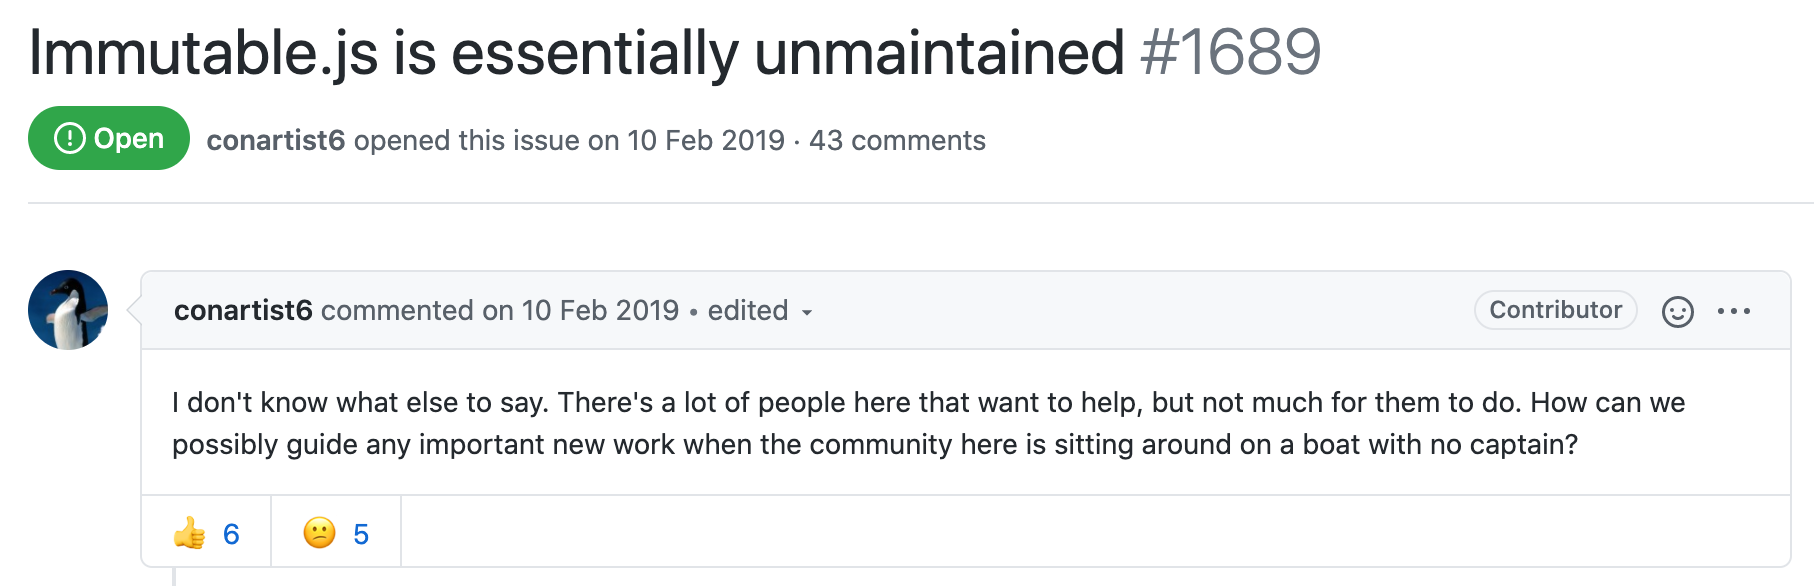 Immutable.js is essentially unmaintained #1689
Open conartist6 opened this issue on 10 Feb 2019 · 43 comments
conartist6 commented on 10 Feb 2019 • edited Contributor
I don't know what else to say. There's a lot of people here that want to help, but not much for them to do. How can we
possibly guide any important new work when the community here is sitting around on a boat with no captain?
👍 6 😕 5